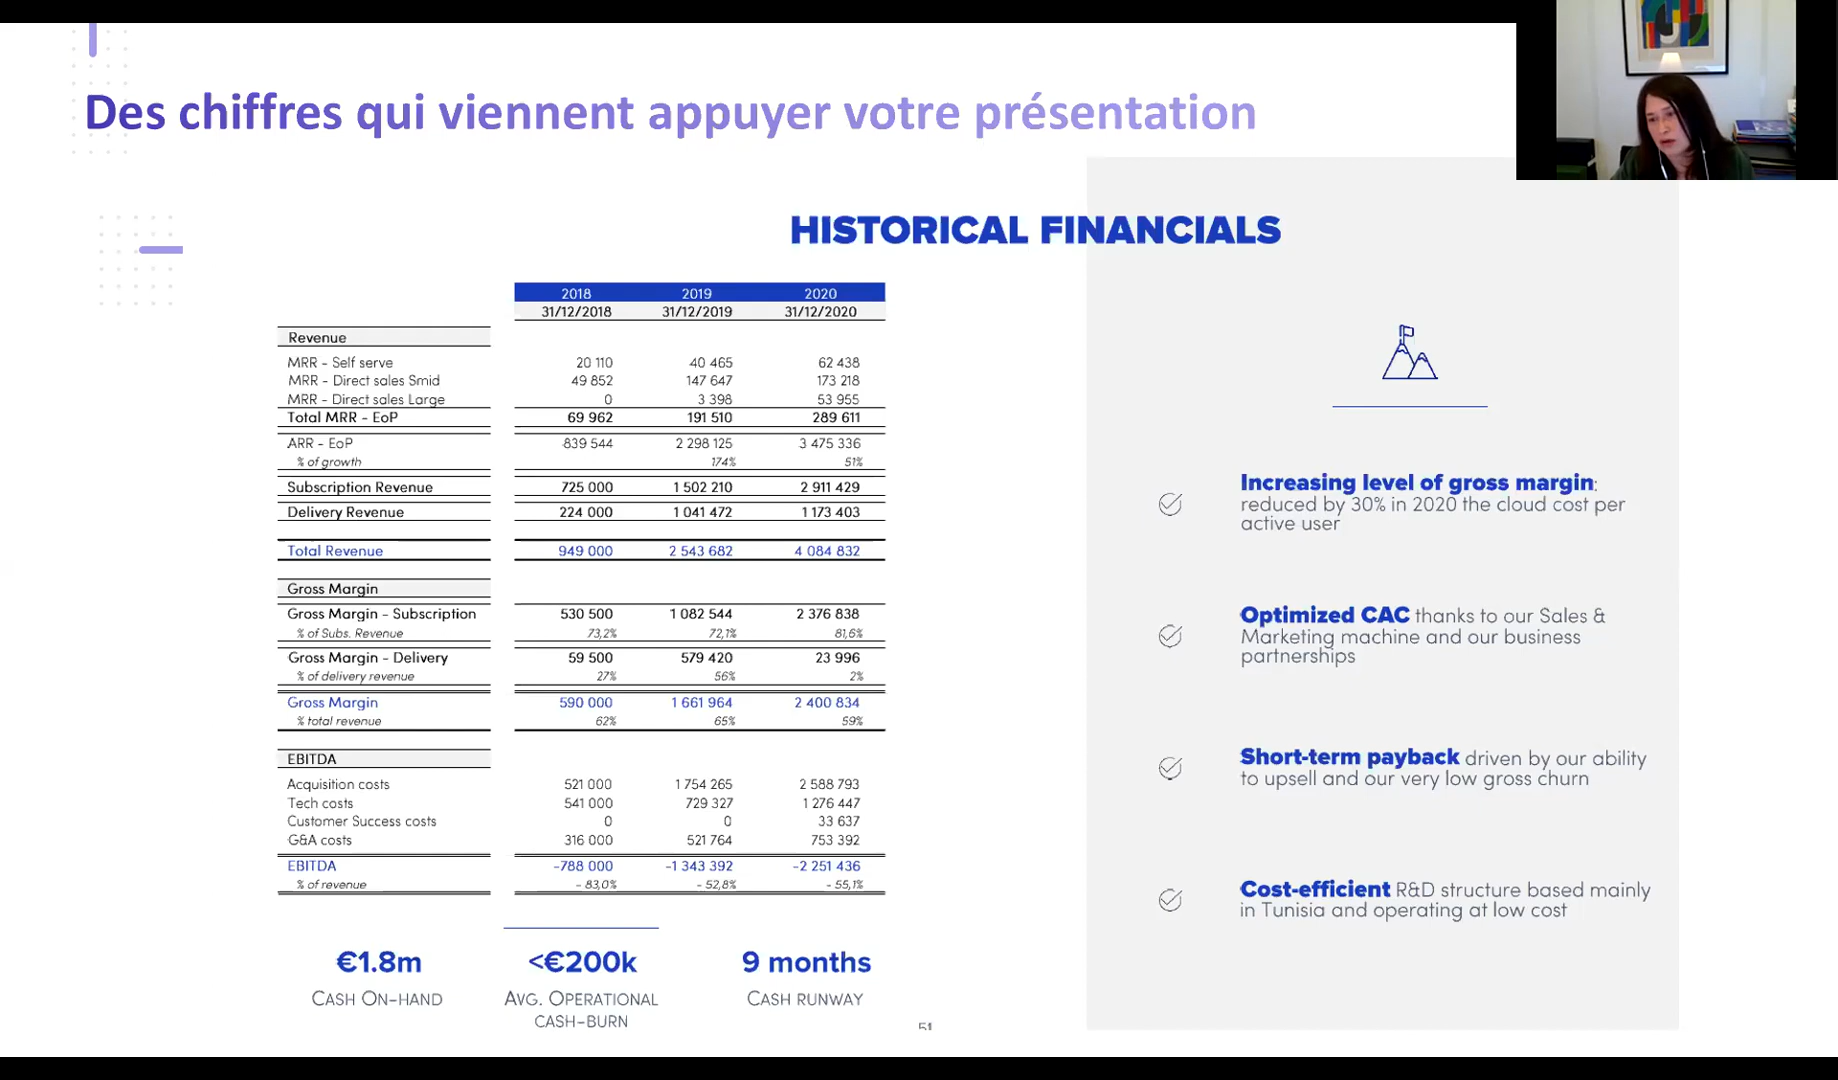 Des chiffres qui viennent appuyer votre présentation
HISTORICAL FINANCIALS
2018 2019 2020
31/12/2018 31/12/2019 31/12/2020
Revenue
MRR - Self serve 20 110 40 465 62 438
MRR - Direct sales Smid 49 852 147 647 173 218
MRR - Direct sales Large 0 3 398 53 955
Total MRR - EoP 69 962 191 510 289 611
ARR - EoP 839 544 2 298 125 3 475 336
% of growth 174% 51%
Subscription Revenue 725 000 1 502 210 2 911 429
Delivery Revenue 224 000 1 041 472 1 173 403
Total Revenue 949 000 2 543 682 4 084 832
Gross Margin
Gross Margin - Subscription 530 500 1 082 544 2 376 838
% of Subs. Revenue 73,2% 72,1% 81,6%
Gross Margin - Delivery 59 500 579 420 23 996
% of delivery revenue 27% 56% 2%
Gross Margin 590 000 1 661 964 2 400 834
% total revenue 62% 65% 59%
EBITDA
Acquisition costs 521 000 1 754 265 2 588 793
Tech costs 541 000 729 327 1 276 447
Customer Success costs 0 0 33 637
G&A costs 316 000 521 764 753 392
EBITDA -788 000 -1 343 392 -2 251 436
% of revenue - 83,0% - 52,8% - 55,1%
€1.8m
CASH ON-HAND
<€200k
AVG. OPERATIONAL
CASH-BURN
9 months
CASH RUNWAY
51
Increasing level of gross margin:
reduced by 30% in 2020 the cloud cost per
active user
Optimized CAC thanks to our Sales &
Marketing machine and our business
partnerships
Short-term payback driven by our ability
to upsell and our very low gross churn
Cost-efficient R&D structure based mainly
in Tunisia and operating at low cost